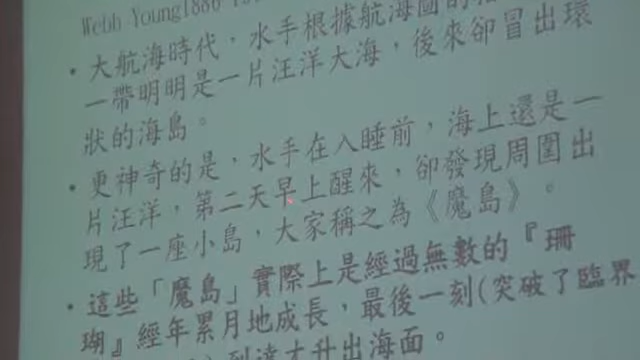 Webb Young1886
• 大航海時代，水手根據航海圖的
一帶明明是一片汪洋大海，後來卻冒出環
狀的海島。
• 更神奇的是，水手在入睡前，海上還是一
片汪洋，第二天早上醒來，卻發現周圍出
現了一座小島，大家稱之為《魔島》。
• 這些「魔島」實際上是經過無數的『珊
瑚』經年累月地成長，最後一刻(突破了臨界
到達才升出海面。